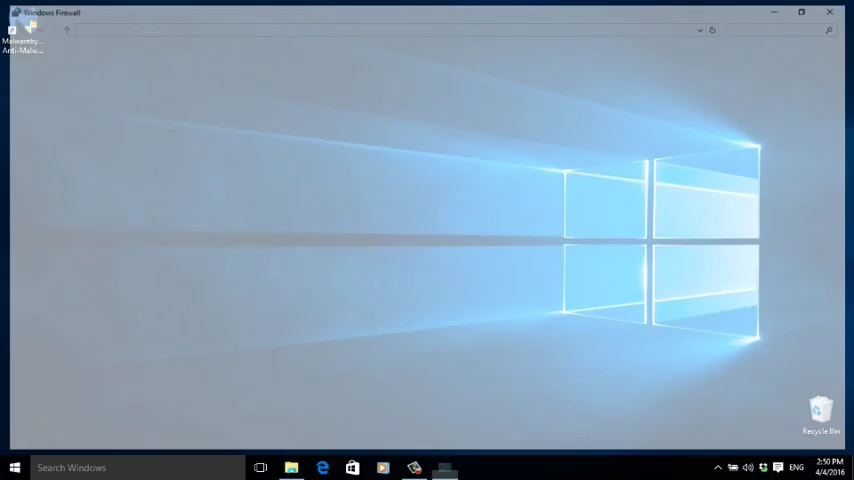 Windows Firewall
Malwareby...
Anti-Malw...
Recycle Bin
Search Windows
ENG
2:50 PM
4/4/2016